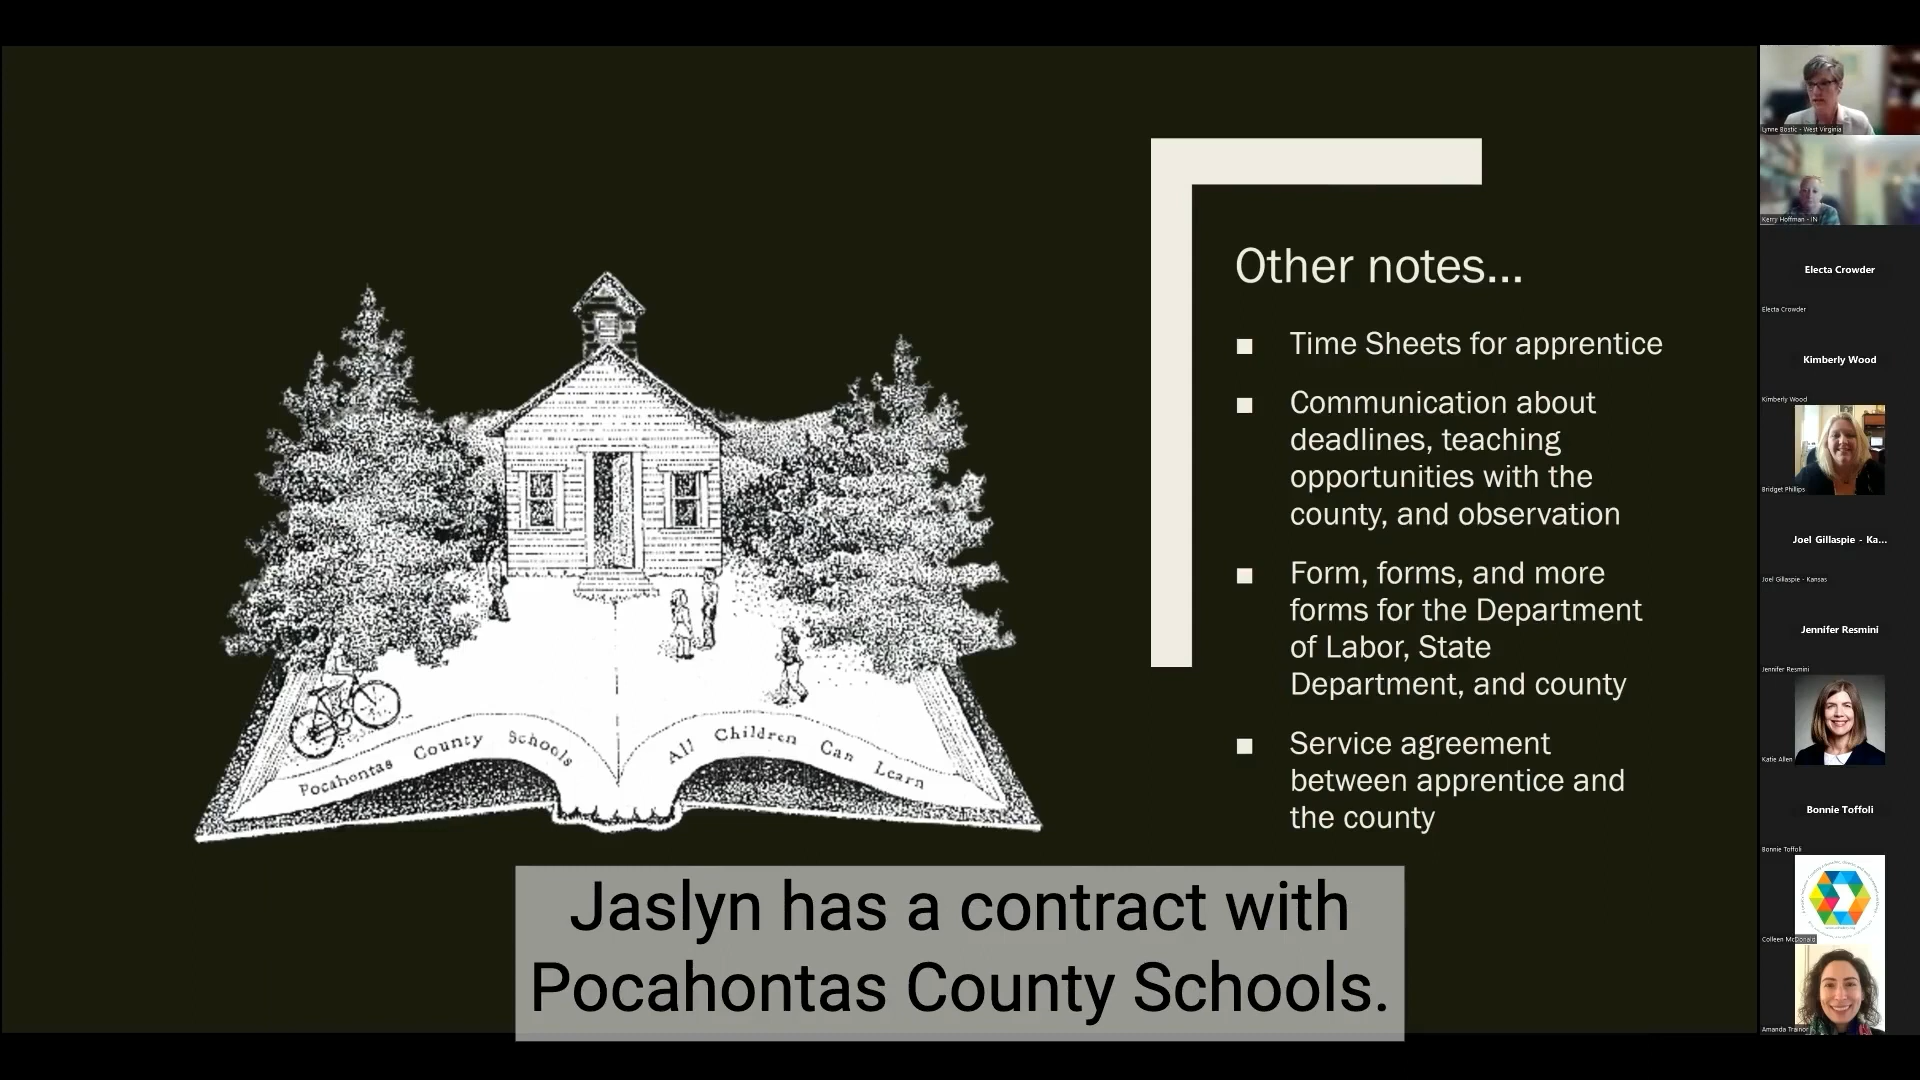 Other notes...
■ Time Sheets for apprentice
■ Communication about
deadlines, teaching
opportunities with the
county, and observation
■ Form, forms, and more
forms for the Department
of Labor, State
Department, and county
■ Service agreement
between apprentice and
the county
Pocahontas County Schools
All Children Can Learn
Jaslyn has a contract with
Pocahontas County Schools.
Lynne Bostic - West Virginia
Kerry Hoffman - IN
Electa Crowder
Electa Crowder
Kimberly Wood
Kimberly Wood
Bridget Phillips
Joel Gillaspie - Ka...
Joel Gillaspie - Kansas
Jennifer Resmini
Jennifer Resmini
Katie Allen
Bonnie Toffoli
Bonnie Toffoli
Colleen McDonald
Amanda Trainor